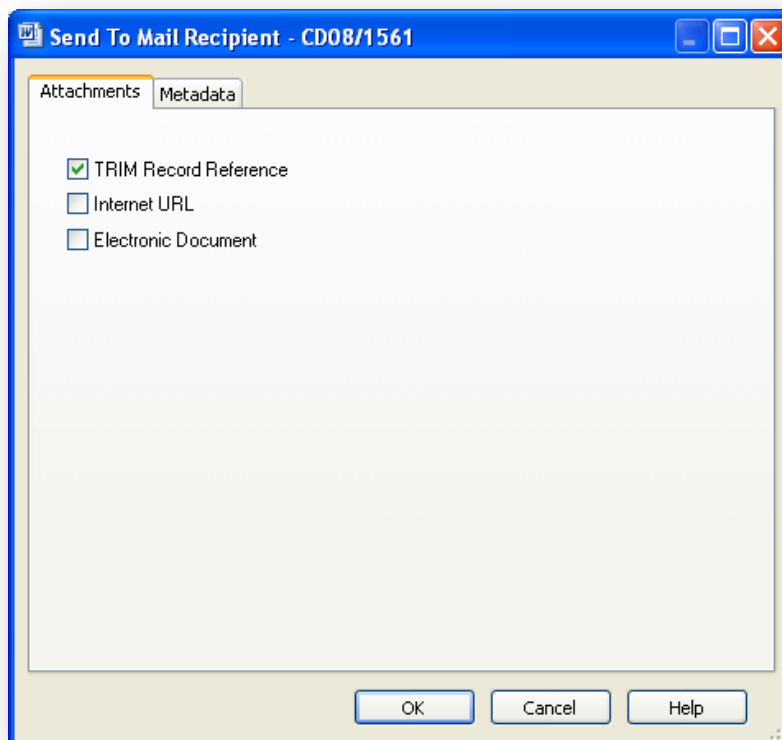 Send To Mail Recipient - CD08/1561
Attachments Metadata
TRIM Record Reference
Internet URL
Electronic Document
OK Cancel Help